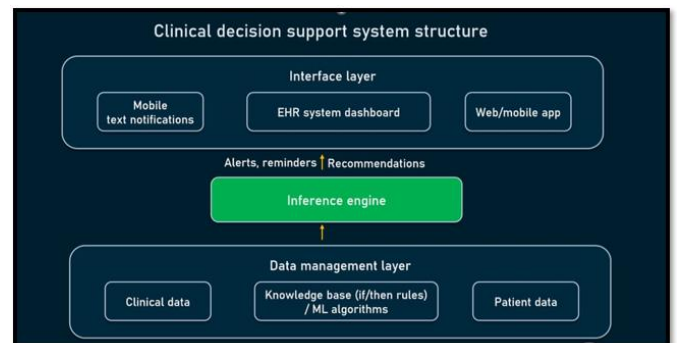 Clinical decision support system structure
Interface layer
Mobile
text notifications
EHR system dashboard
Web/mobile app
Alerts, reminders Recommendations
Inference engine
Data management layer
Clinical data
Knowledge base (if/then rules)
/ ML algorithms
Patient data